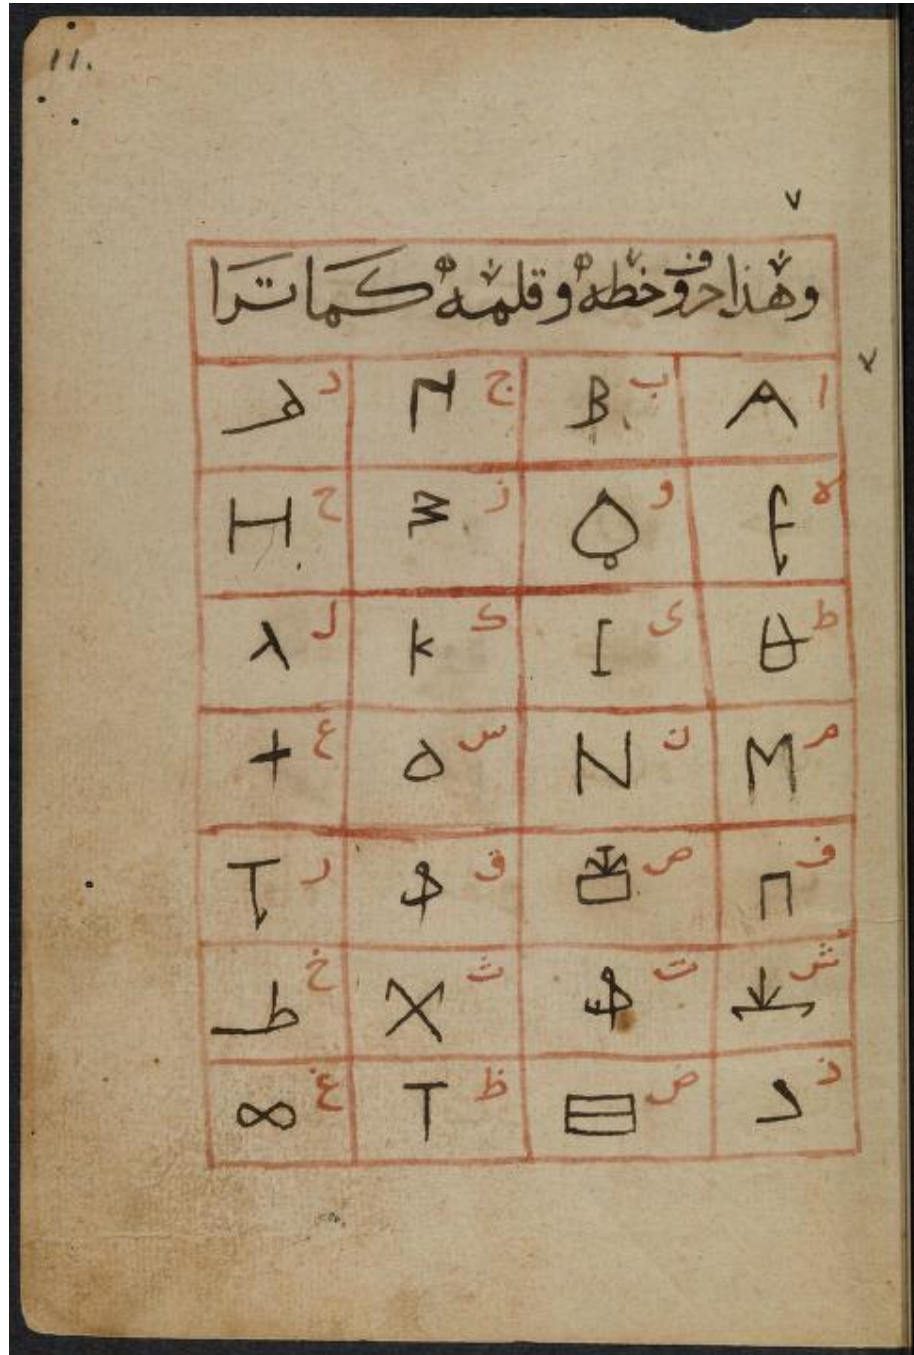 11.
وهذا حروف خطه وقلمه كما ترا
ا ب ج د
ه و ز ح
ط ى ك ل
م ن س ع
ف ص ق ر
ش ت ث خ
ذ ض ظ غ